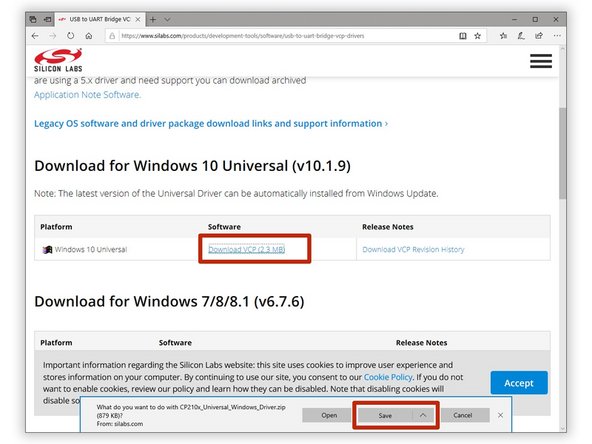 USB to UART Bridge VC
https://www.silabs.com/products/development-tools/software/usb-to-uart-bridge-vcp-drivers
SILICON LABS
are using a 5.x driver and need support you can download archived
Application Note Software.
Legacy OS software and driver package download links and support information ›
Download for Windows 10 Universal (v10.1.9)
Note: The latest version of the Universal Driver can be automatically installed from Windows Update.
Platform Software Release Notes
Windows 10 Universal Download VCP (2.3 MB) Download VCP Revision History
Download for Windows 7/8/8.1 (v6.7.6)
Platform Software Release Notes
Important information regarding the Silicon Labs website: this site uses cookies to improve user experience and
stores information on your computer. By continuing to use our site, you consent to our Cookie Policy. If you do not
want to enable cookies, review our policy and learn how they can be disabled. Note that disabling cookies will
disable so
Accept
What do you want to do with CP210x_Universal_Windows_Driver.zip
(879 KB)?
From: silabs.com
Open Save Cancel